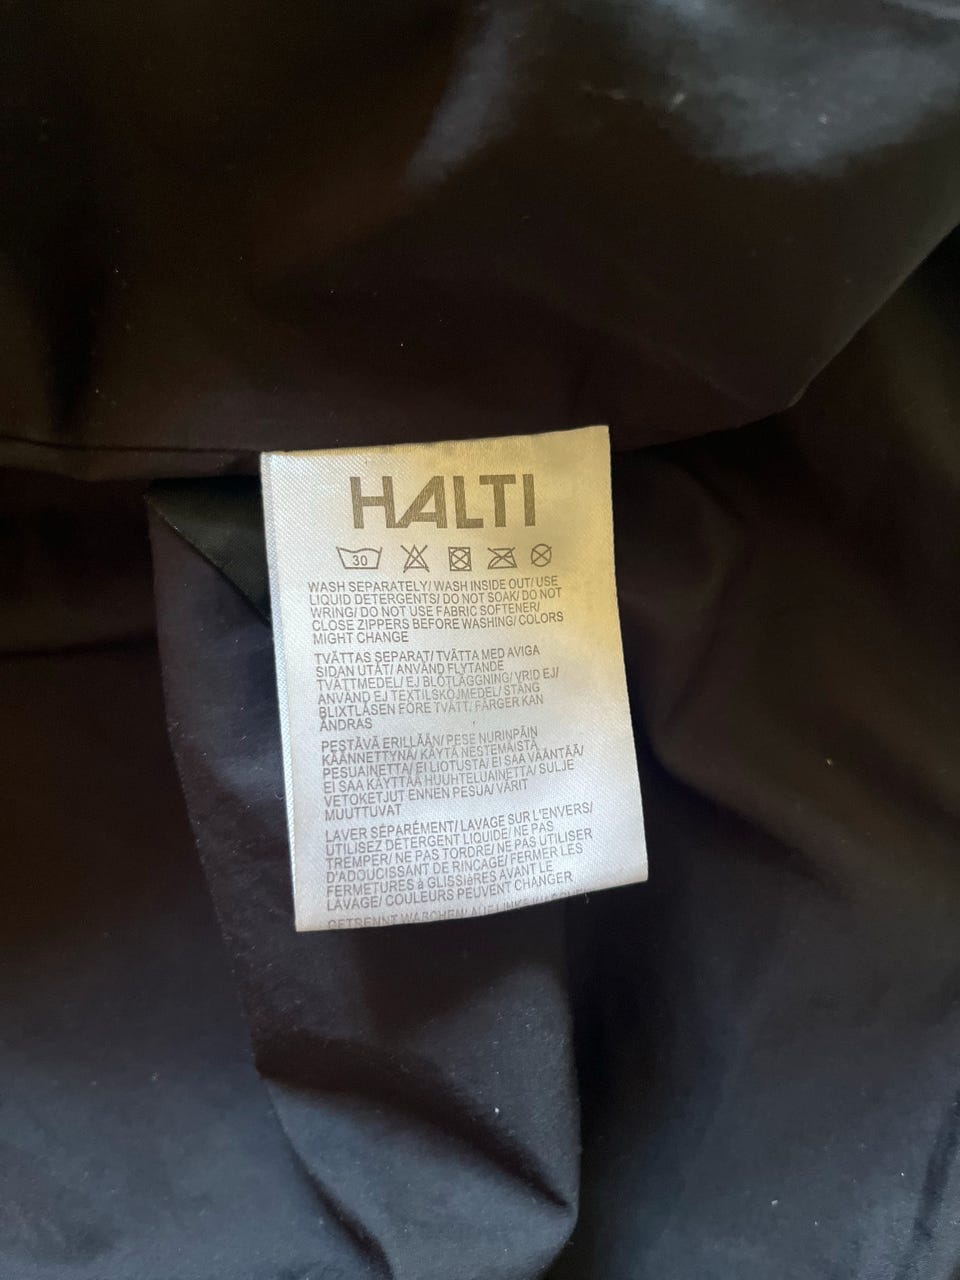 HALTI
30
WASH SEPARATELY/ WASH INSIDE OUT/ USE
LIQUID DETERGENTS/ DO NOT SOAK/ DO NOT
WRING/ DO NOT USE FABRIC SOFTENER/
CLOSE ZIPPERS BEFORE WASHING/ COLORS
MIGHT CHANGE
TVÄTTAS SEPARAT/ TVÄTTA MED AVIGA
SIDAN UTÅT/ ANVÄND FLYTANDE
TVÄTTMEDEL/ EJ BLÖTLÄGGNING/ VRID EJ/
ANVÄND EJ TEXTILSKÖJMEDEL/ STÄNG
BLIXTLÅSEN FÖRE TVÄTT/ FÄRGER KAN
ÄNDRAS
PESTÄVÄ ERILLÄÄN/ PESE NURINPÄIN
KÄÄNNETTYNÄ/ KÄYTÄ NESTEMÄISTÄ
PESUAINETTA/ EI LIOTUSTA/ EI SAA VÄÄNTÄÄ/
EI SAA KÄYTTÄÄ HUUHTELUAINETTA/ SULJE
VETOKETJUT ENNEN PESUA/ VÄRIT
MUUTTUVAT
LAVER SÉPARÉMENT/ LAVAGE SUR L'ENVERS/
UTILISEZ DÉTERGENT LIQUIDE/ NE PAS
TREMPER/ NE PAS TORDRE/ NE PAS UTILISER
D'ADOUCISSANT DE RINCAGE/ FERMER LES
FERMETURES à GLISSIèRES AVANT LE
LAVAGE/ COULEURS PEUVENT CHANGER
GETRENNT WASCHEN/